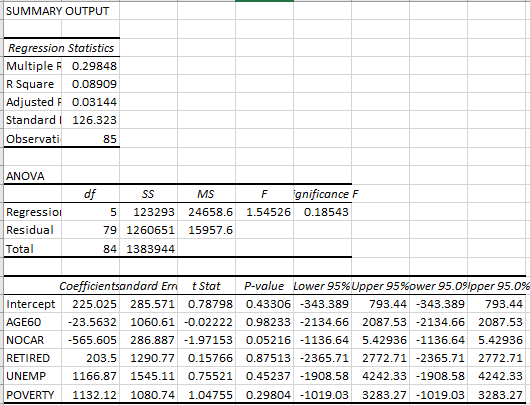 SUMMARY OUTPUT
Regression Statistics
Multiple R 0.29848
R Square 0.08909
Adjusted R 0.03144
Standard E 126.323
Observati 85
ANOVA
df SS MS F ignificance F
Regression 5 123293 24658.6 1.54526 0.18543
Residual 79 1260651 15957.6
Total 84 1383944
Coefficients andard Erro t Stat P-value Lower 95% Upper 95% ower 95.0% pper 95.0%
Intercept 225.025 285.571 0.78798 0.43306 -343.389 793.44 -343.389 793.44
AGE60 -23.5632 1060.61 -0.02222 0.98233 -2134.66 2087.53 -2134.66 2087.53
NOCAR -565.605 286.887 -1.97153 0.05216 -1136.64 5.42936 -1136.64 5.42936
RETIRED 203.5 1290.77 0.15766 0.87513 -2365.71 2772.71 -2365.71 2772.71
UNEMP 1166.87 1545.11 0.75521 0.45237 -1908.58 4242.33 -1908.58 4242.33
POVERTY 1132.12 1080.74 1.04755 0.29804 -1019.03 3283.27 -1019.03 3283.27